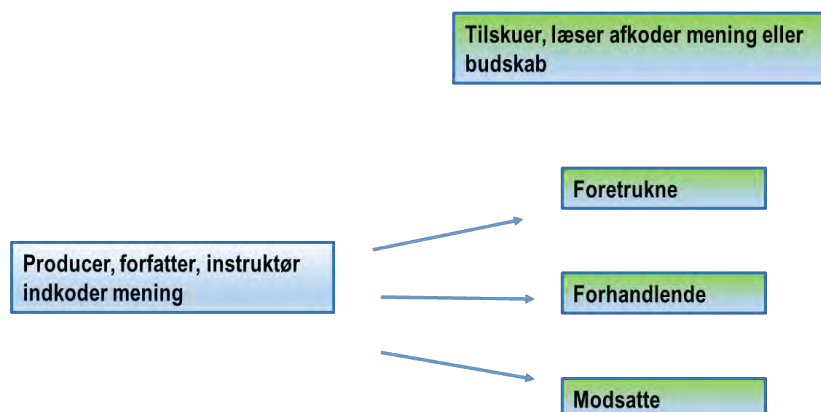 Tilskuer, læser afkoder mening eller
budskab
Foretrukne
Producer, forfatter, instruktør
indkoder mening
Forhandlende
Modsatte